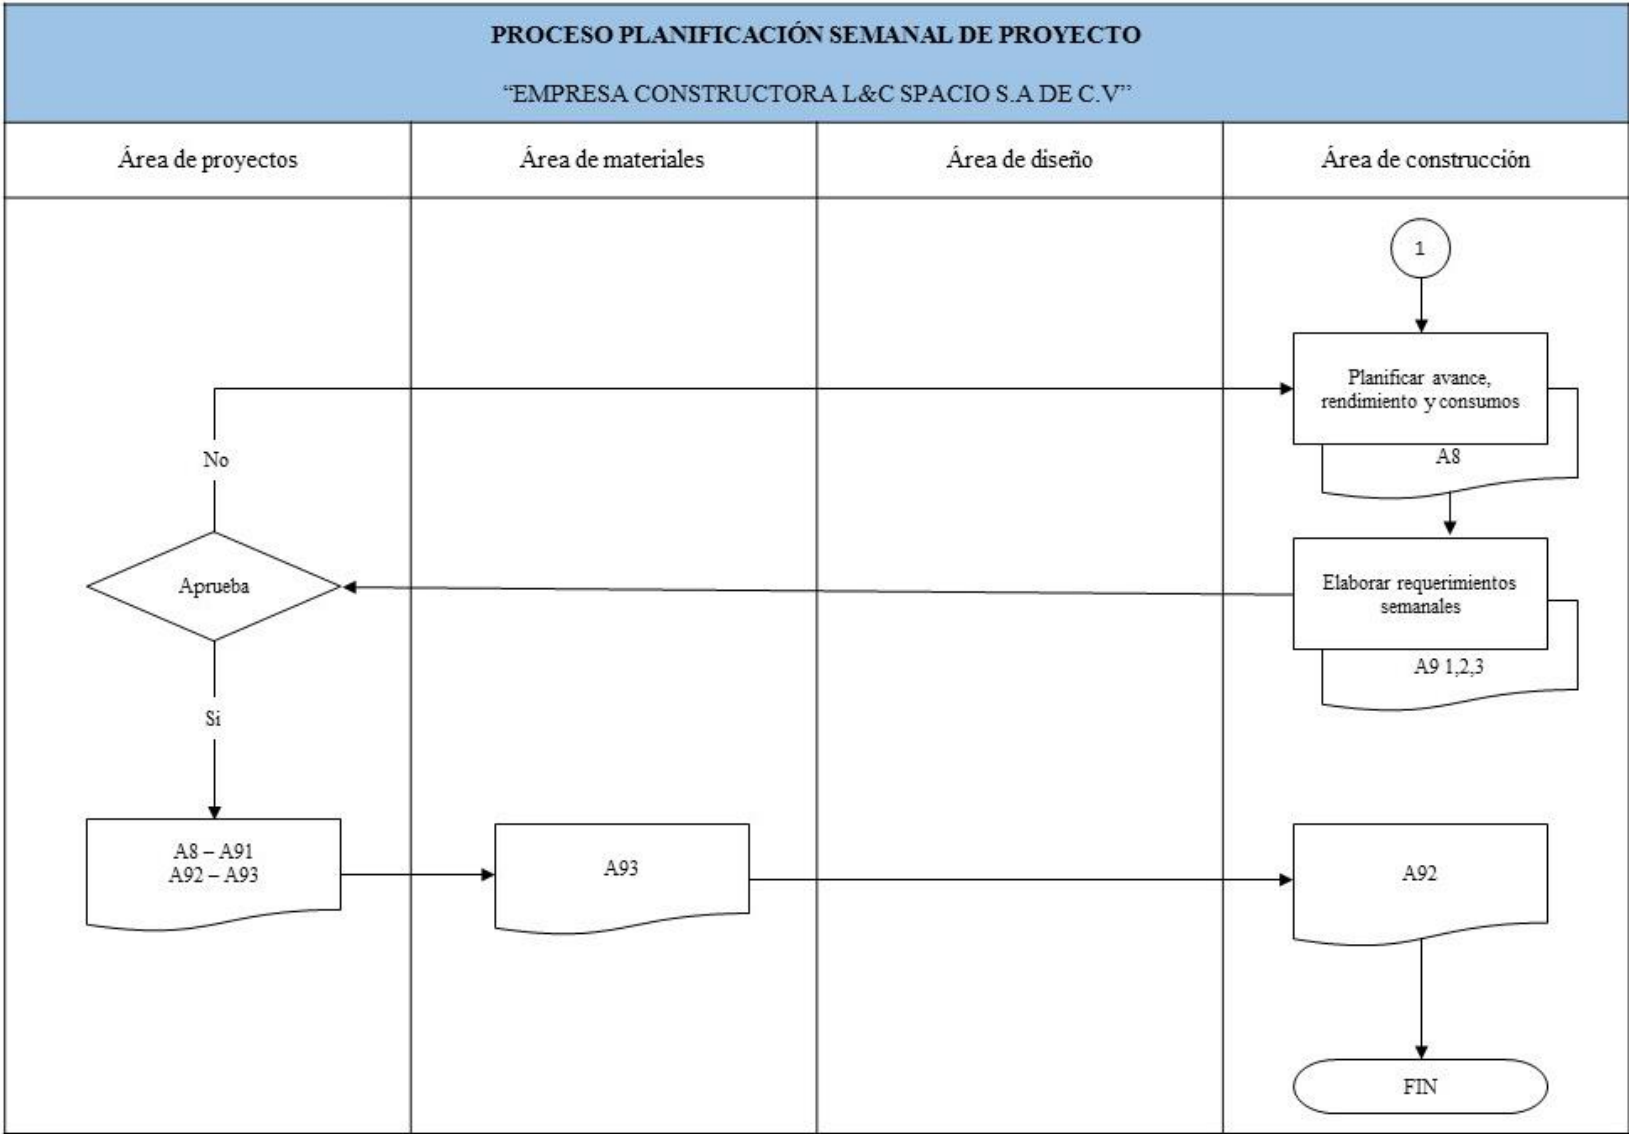 PROCESO PLANIFICACIÓN SEMANAL DE PROYECTO
“EMPRESA CONSTRUCTORA L&C SPACIO S.A DE C.V”
Área de proyectos
Área de materiales
Área de diseño
Área de construcción
1
Planificar avance,
rendimiento y consumos
A8
No
Aprueba
Elaborar requerimientos
semanales
A9 1,2,3
Si
A8 – A91
A92 – A93
A93
A92
FIN